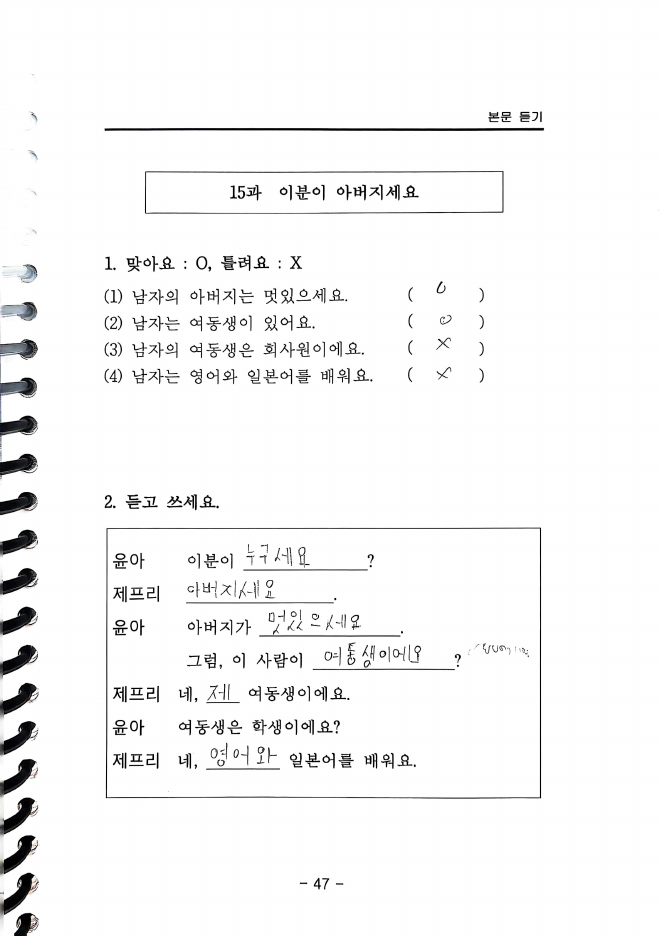 본문 듣기
15과 이분이 아버지세요
1. 맞아요 : O, 틀려요 : X
(1) 남자의 아버지는 멋있으세요. ( O )
(2) 남자는 여동생이 있어요. ( O )
(3) 남자의 여동생은 회사원이에요. ( X )
(4) 남자는 영어와 일본어를 배워요. ( X )
2. 듣고 쓰세요.
윤아 이분이 누구세요 ?
제프리 아버지세요 .
윤아 아버지가 멋있으세요 .
그럼, 이 사람이 여동생이에요 ?
제프리 네, 제 여동생이에요.
윤아 여동생은 학생이에요?
제프리 네, 영어와 일본어를 배워요.
- 47 -